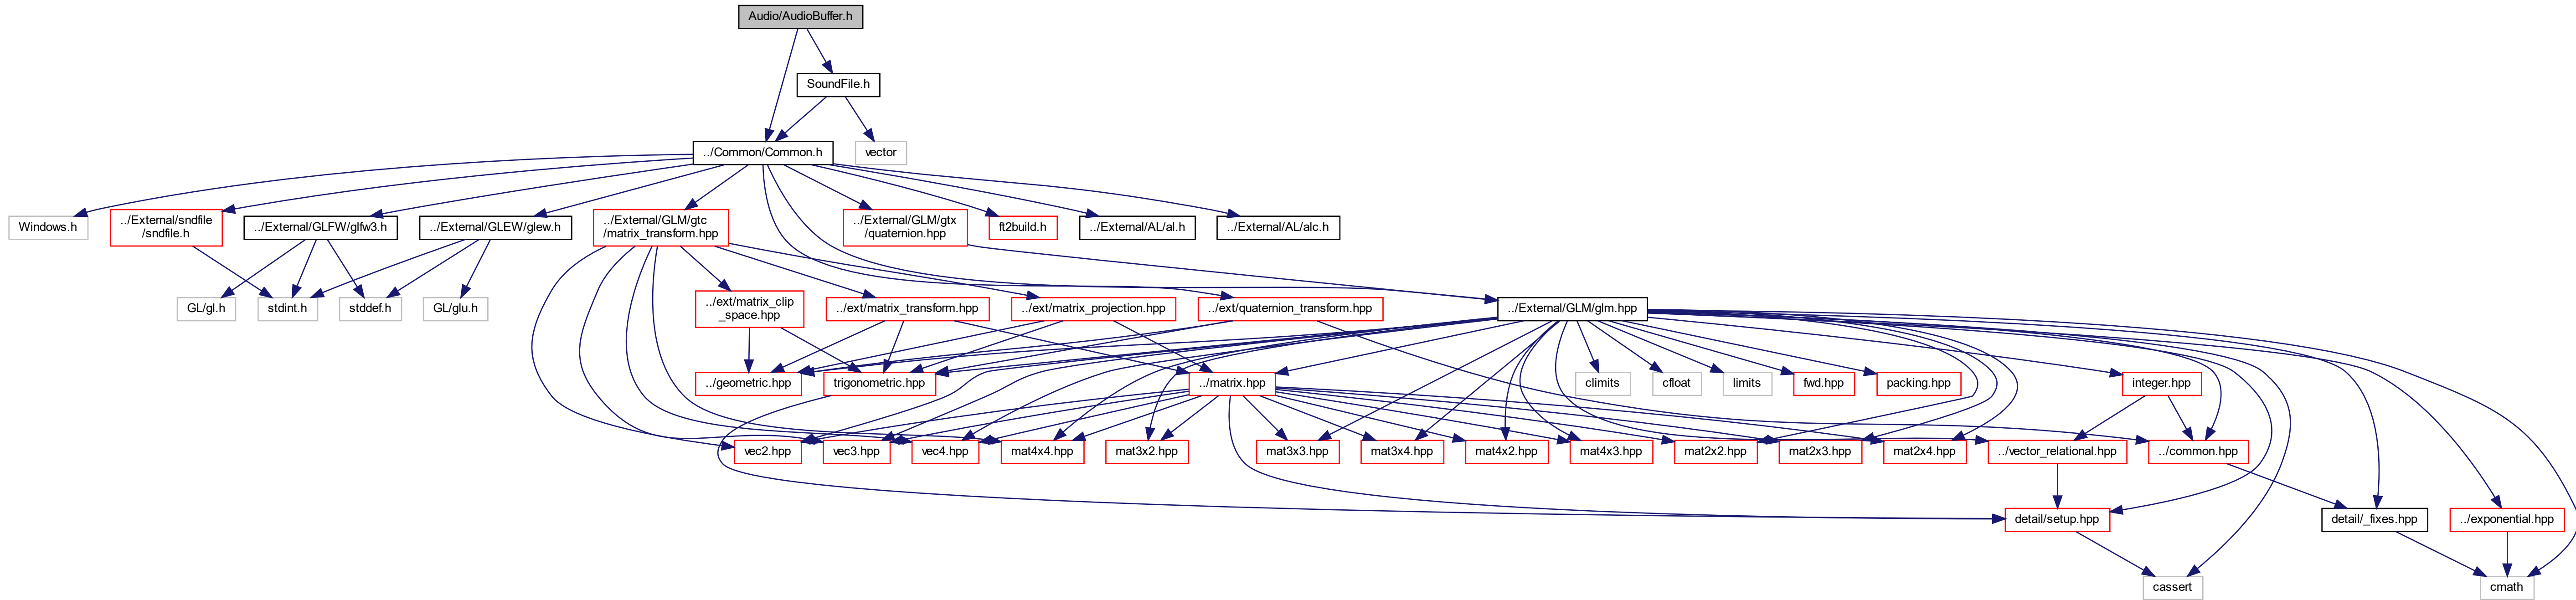 Audio/AudioBuffer.h
SoundFile.h
../Common/Common.h
vector
Windows.h
../External/sndfile
/sndfile.h
../External/GLFW/glfw3.h
../External/GLEW/glew.h
../External/GLM/gtc
/matrix_transform.hpp
../External/GLM/gtx
/quaternion.hpp
ft2build.h
../External/AL/al.h
../External/AL/alc.h
GL/gl.h
stdint.h
stddef.h
GL/glu.h
../ext/matrix_clip
_space.hpp
../ext/matrix_transform.hpp
../ext/matrix_projection.hpp
../ext/quaternion_transform.hpp
../External/GLM/glm.hpp
../geometric.hpp
trigonometric.hpp
../matrix.hpp
climits
cfloat
limits
fwd.hpp
packing.hpp
integer.hpp
vec2.hpp
vec3.hpp
vec4.hpp
mat4x4.hpp
mat3x2.hpp
mat3x3.hpp
mat3x4.hpp
mat4x2.hpp
mat4x3.hpp
mat2x2.hpp
mat2x3.hpp
mat2x4.hpp
../vector_relational.hpp
../common.hpp
detail/setup.hpp
detail/_fixes.hpp
../exponential.hpp
cassert
cmath